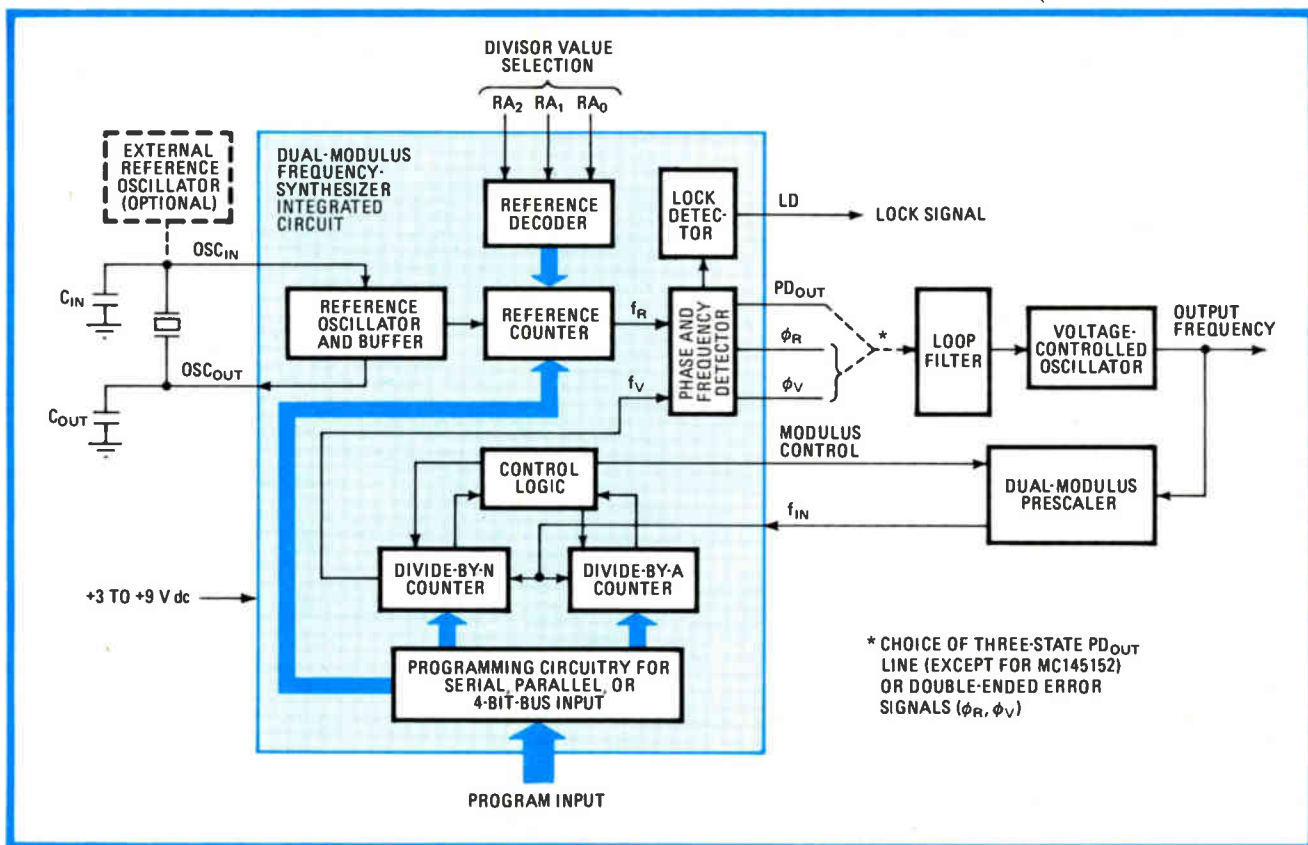 DIVISOR VALUE
SELECTION
RA2 RA1 RA0
EXTERNAL
REFERENCE
OSCILLATOR
(OPTIONAL)
DUAL-MODULUS
FREQUENCY-
SYNTHESIZER
INTEGRATED
CIRCUIT
REFERENCE
DECODER
LOCK
DETEC-
TOR
LD
LOCK SIGNAL
OSCIN
CIN
REFERENCE
OSCILLATOR
AND BUFFER
REFERENCE
COUNTER
fR
PHASE AND
FREQUENCY
DETECTOR
PDOUT
ϕR
ϕV
*
LOOP
FILTER
VOLTAGE-
CONTROLLED
OSCILLATOR
OUTPUT
FREQUENCY
OSCOUT
COUT
fV
MODULUS
CONTROL
CONTROL
LOGIC
DUAL-MODULUS
PRESCALER
fIN
DIVIDE-BY-N
COUNTER
DIVIDE-BY-A
COUNTER
+3 TO +9 V dc
PROGRAMMING CIRCUITRY FOR
SERIAL, PARALLEL, OR
4-BIT-BUS INPUT
* CHOICE OF THREE-STATE PDOUT
LINE (EXCEPT FOR MC145152)
OR DOUBLE-ENDED ERROR
SIGNALS (ϕR, ϕV)
PROGRAM INPUT